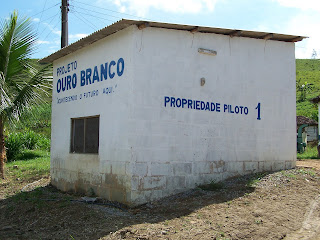 PROJETO
OURO BRANCO
"CONSTRUINDO O FUTURO AQUI."
PROPRIEDADE PILOTO 1